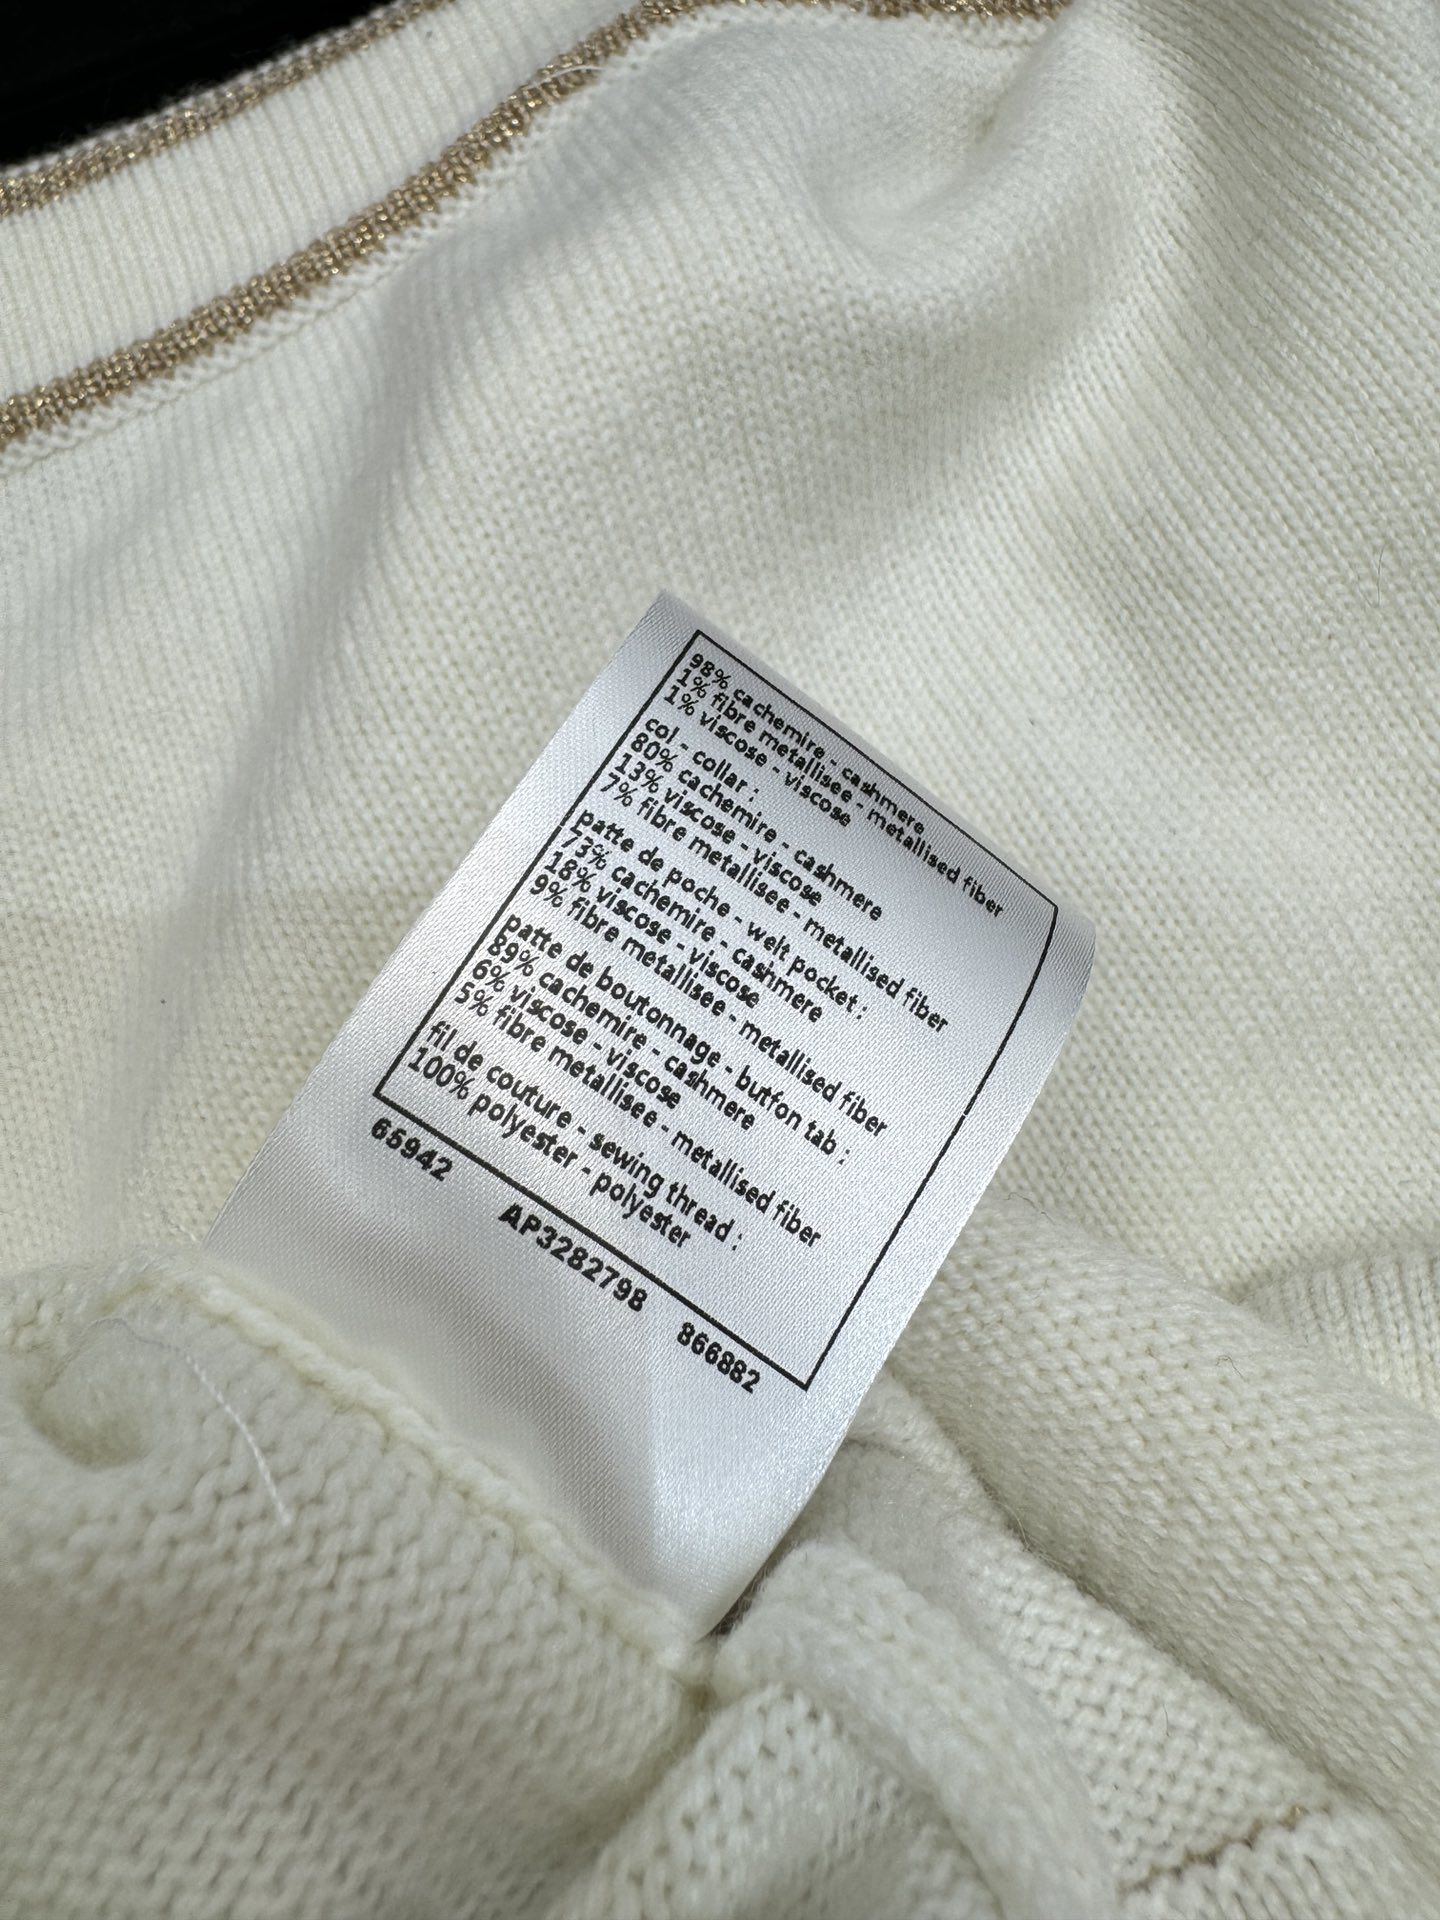 98% cachemire - cashmere
1% fibre metallisee - metallised fiber
1% viscose - viscose
col - collar :
80% cachemire - cashmere
13% viscose - viscose
7% fibre metallisee - metallised fiber
patte de poche - welt pocket :
73% cachemire - cashmere
18% viscose - viscose
9% fibre metallisee - metallised fiber
patte de boutonnage - button tab :
89% cachemire - cashmere
6% viscose - viscose
5% fibre metallisee - metallised fiber
fil de couture - sewing thread :
100% polyester - polyester
65942 AP3282798 866882